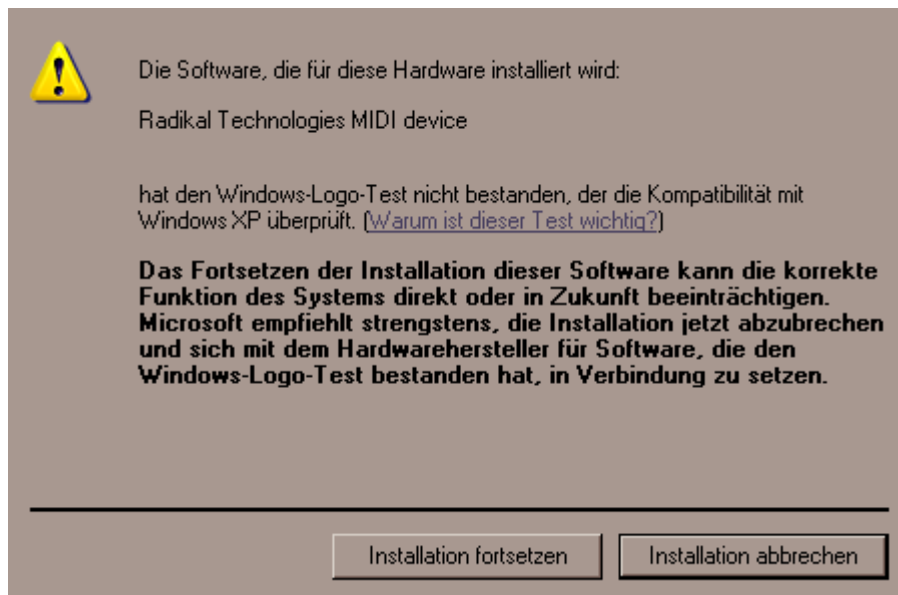 Die Software, die für diese Hardware installiert wird:
Radikal Technologies MIDI device
hat den Windows-Logo-Test nicht bestanden, der die Kompatibilität mit
Windows XP überprüft. (Warum ist dieser Test wichtig?)
Das Fortsetzen der Installation dieser Software kann die korrekte
Funktion des Systems direkt oder in Zukunft beeinträchtigen.
Microsoft empfiehlt strengstens, die Installation jetzt abzubrechen
und sich mit dem Hardwarehersteller für Software, die den
Windows-Logo-Test bestanden hat, in Verbindung zu setzen.
Installation fortsetzen
Installation abbrechen